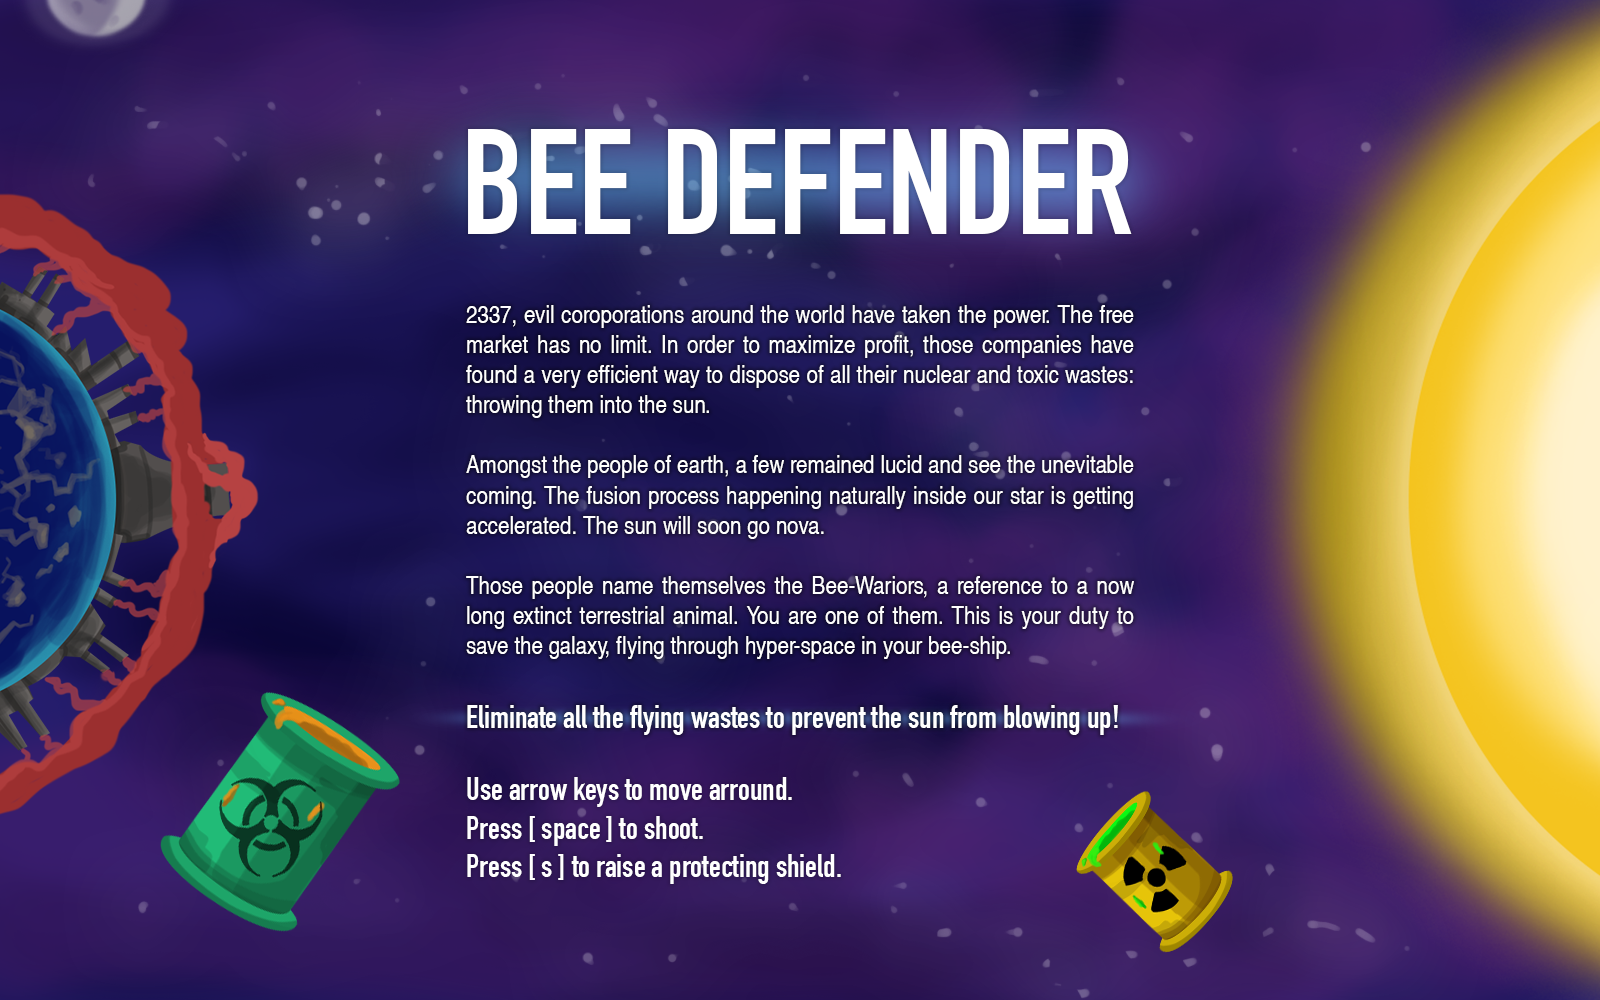 BEE DEFENDER
2337, evil coroporations around the world have taken the power. The free
market has no limit. In order to maximize profit, those companies have
found a very efficient way to dispose of all their nuclear and toxic wastes:
throwing them into the sun.
Amongst the people of earth, a few remained lucid and see the unevitable
coming. The fusion process happening naturally inside our star is getting
accelerated. The sun will soon go nova.
Those people name themselves the Bee-Wariors, a reference to a now
long extinct terrestrial animal. You are one of them. This is your duty to
save the galaxy, flying through hyper-space in your bee-ship.
Eliminate all the flying wastes to prevent the sun from blowing up!
Use arrow keys to move arround.
Press [ space ] to shoot.
Press [ s ] to raise a protecting shield.